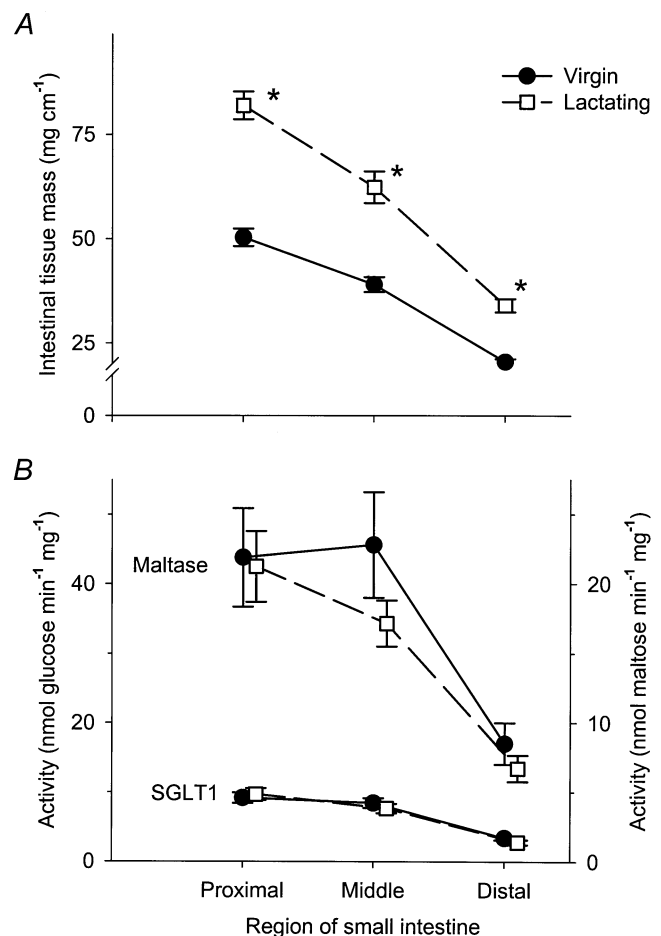 A
Virgin
Lactating
*
*
*
Intestinal tissue mass (mg cm⁻¹)
75
50
25
0
B
Maltase
SGLT1
Activity (nmol glucose min⁻¹ mg⁻¹)
40
20
0
Activity (nmol maltose min⁻¹ mg⁻¹)
20
10
0
Proximal Middle Distal
Region of small intestine